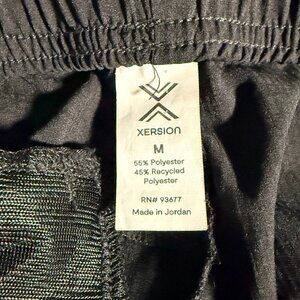 XERSION
M
55% Polyester
45% Recycled
Polyester
RN# 93677
Made in Jordan